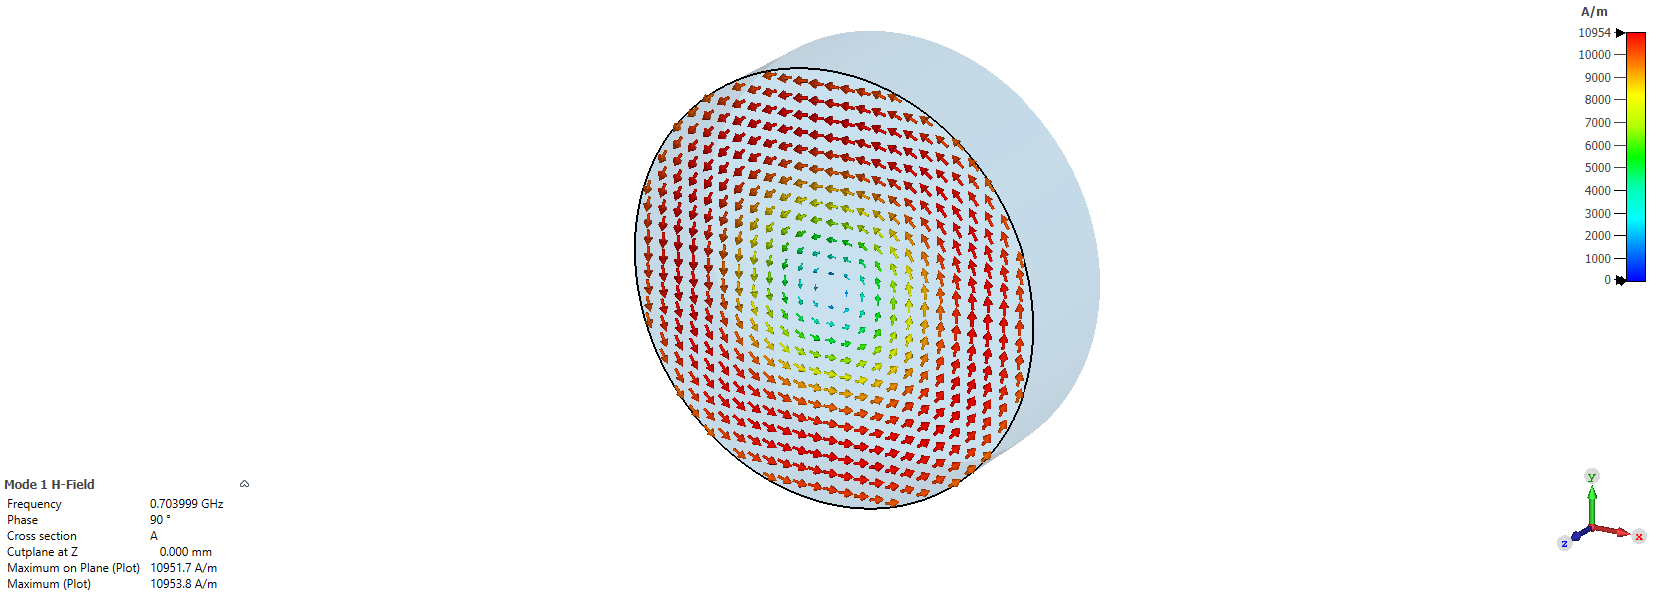 A/m
10954
10000
9000
8000
7000
6000
5000
4000
3000
2000
1000
0
Mode 1 H-Field
Frequency 0.703999 GHz
Phase 90 °
Cross section A
Cutplane at Z 0.000 mm
Maximum on Plane (Plot) 10951.7 A/m
Maximum (Plot) 10953.8 A/m
y
x
z